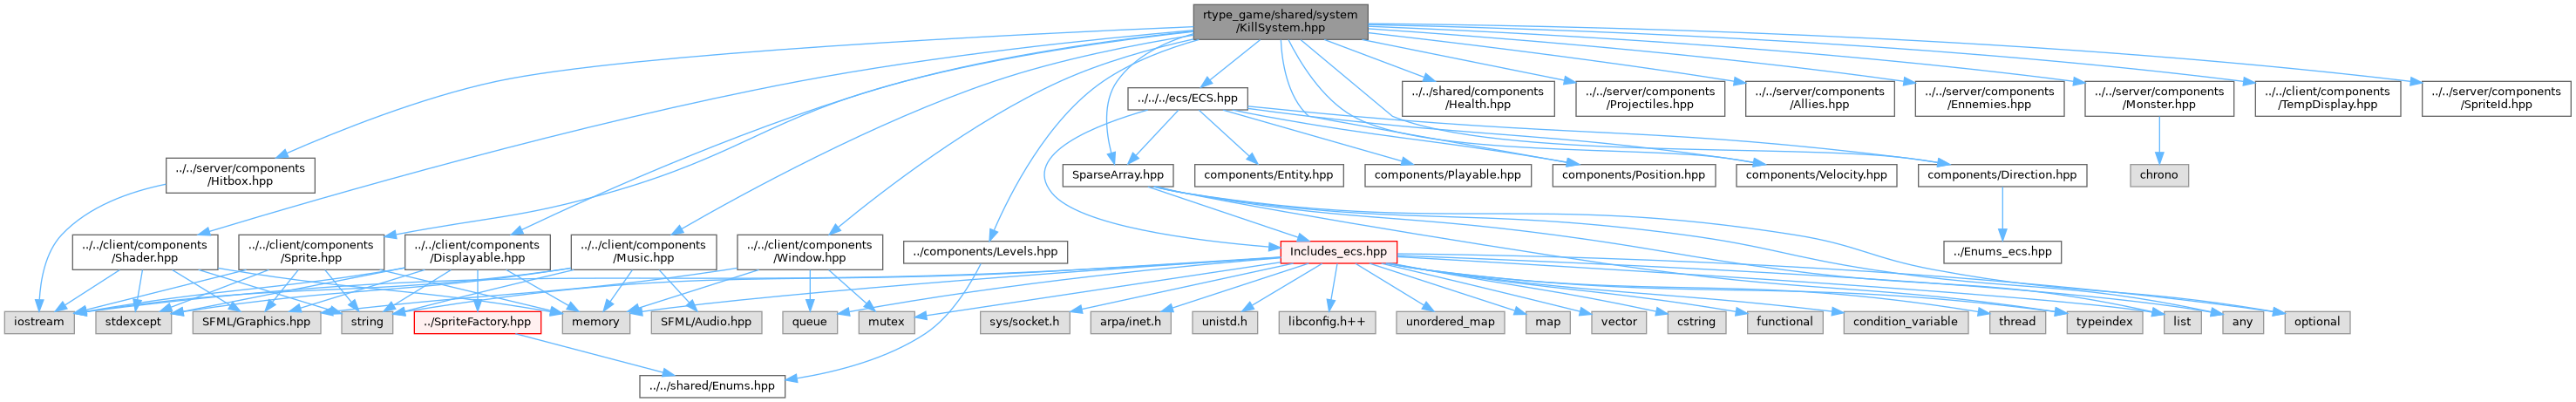 rtype_game/shared/system
/KillSystem.hpp
../../../ecs/ECS.hpp
../../shared/components
/Health.hpp
../../server/components
/Projectiles.hpp
../../server/components
/Allies.hpp
../../server/components
/Ennemies.hpp
../../server/components
/Monster.hpp
../../client/components
/TempDisplay.hpp
../../server/components
/SpriteId.hpp
../../server/components
/Hitbox.hpp
SparseArray.hpp
components/Entity.hpp
components/Playable.hpp
components/Position.hpp
components/Velocity.hpp
components/Direction.hpp
chrono
../../client/components
/Shader.hpp
../../client/components
/Sprite.hpp
../../client/components
/Displayable.hpp
../../client/components
/Music.hpp
../../client/components
/Window.hpp
../components/Levels.hpp
Includes_ecs.hpp
../Enums_ecs.hpp
iostream
stdexcept
SFML/Graphics.hpp
string
../SpriteFactory.hpp
memory
SFML/Audio.hpp
queue
mutex
sys/socket.h
arpa/inet.h
unistd.h
libconfig.h++
unordered_map
map
vector
cstring
functional
condition_variable
thread
typeindex
list
any
optional
../../shared/Enums.hpp